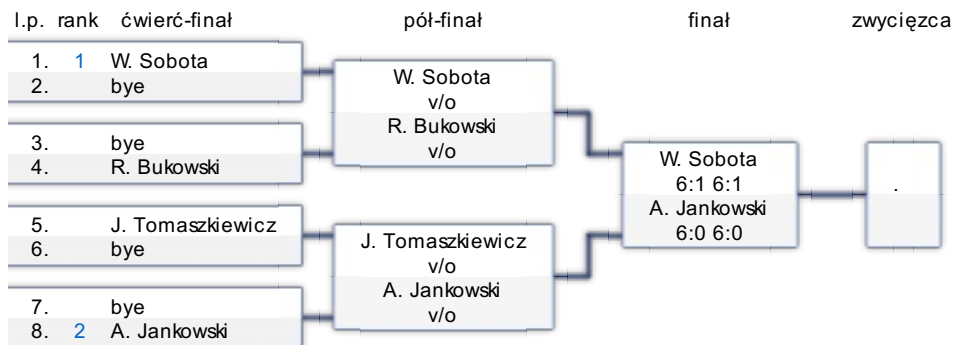 l.p. rank ćwierć-finał pół-finał finał zwycięzca
1. 1 W. Sobota
2. bye
3. bye
4. R. Bukowski
5. J. Tomaszkiewicz
6. bye
7. bye
8. 2 A. Jankowski
W. Sobota
v/o
R. Bukowski
v/o
J. Tomaszkiewicz
v/o
A. Jankowski
v/o
W. Sobota
6:1 6:1
A. Jankowski
6:0 6:0
.